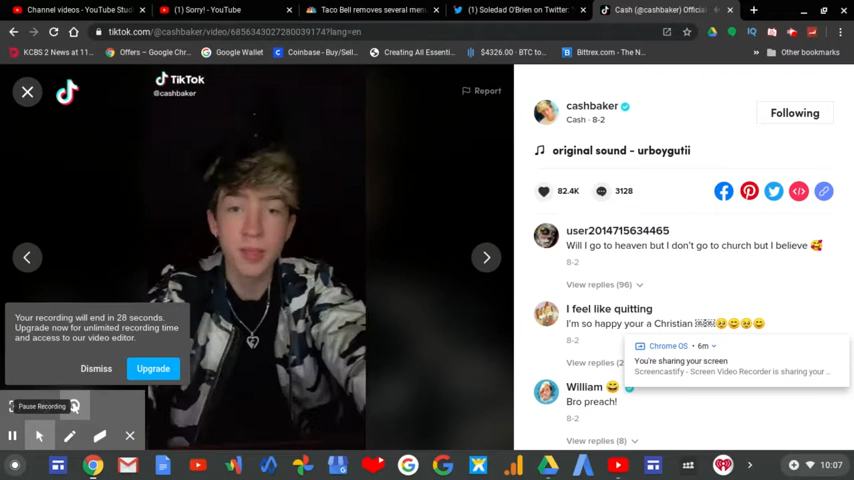 Channel videos - YouTube Stud
(1) Sorry! - YouTube
Taco Bell removes several menu
(1) Soledad O'Brien on Twitter: "
Cash (@cashbaker) Officia
tiktok.com/@cashbaker/video/6856343027280039174?lang=en
KCBS 2 News at 11...
Offers – Google Chr...
Google Wallet
Coinbase - Buy/Sell...
Creating All Essenti...
$4326.00 - BTC to...
Bittrex.com - The N...
Other bookmarks
TikTok
@cashbaker
Report
cashbaker
Cash · 8-2
Following
original sound - urboygutii
82.4K
3128
user2014715634465
Will I go to heaven but I don't go to church but I believe 🥰
8-2
View replies (96)
I feel like quitting
I'm so happy your a Christian 🥺😄🥺😄
8-2
View replies (2
Chrome OS • 6m
You're sharing your screen
Screencastify - Screen Video Recorder is sharing your ...
William 😄
Bro preach!
8-2
View replies (8)
Your recording will end in 28 seconds.
Upgrade now for unlimited recording time
and access to our video editor.
Dismiss
Upgrade
Pause Recording
10:07